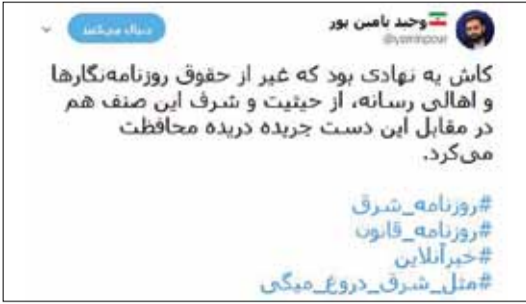 وحید یامین پور
@yaminpour
دنبال می‌کنید
کاش یه نهادی بود که غیر از حقوق روزنامه‌نگارها
و اهالی رسانه، از حیثیت و شرف این صنف هم
در مقابل این دست جریده دریده محافظت
می‌کرد.
#روزنامه_شرق
#روزنامه_قانون
#خبرآنلاین
#مثل_شرق_دروغ_میگی